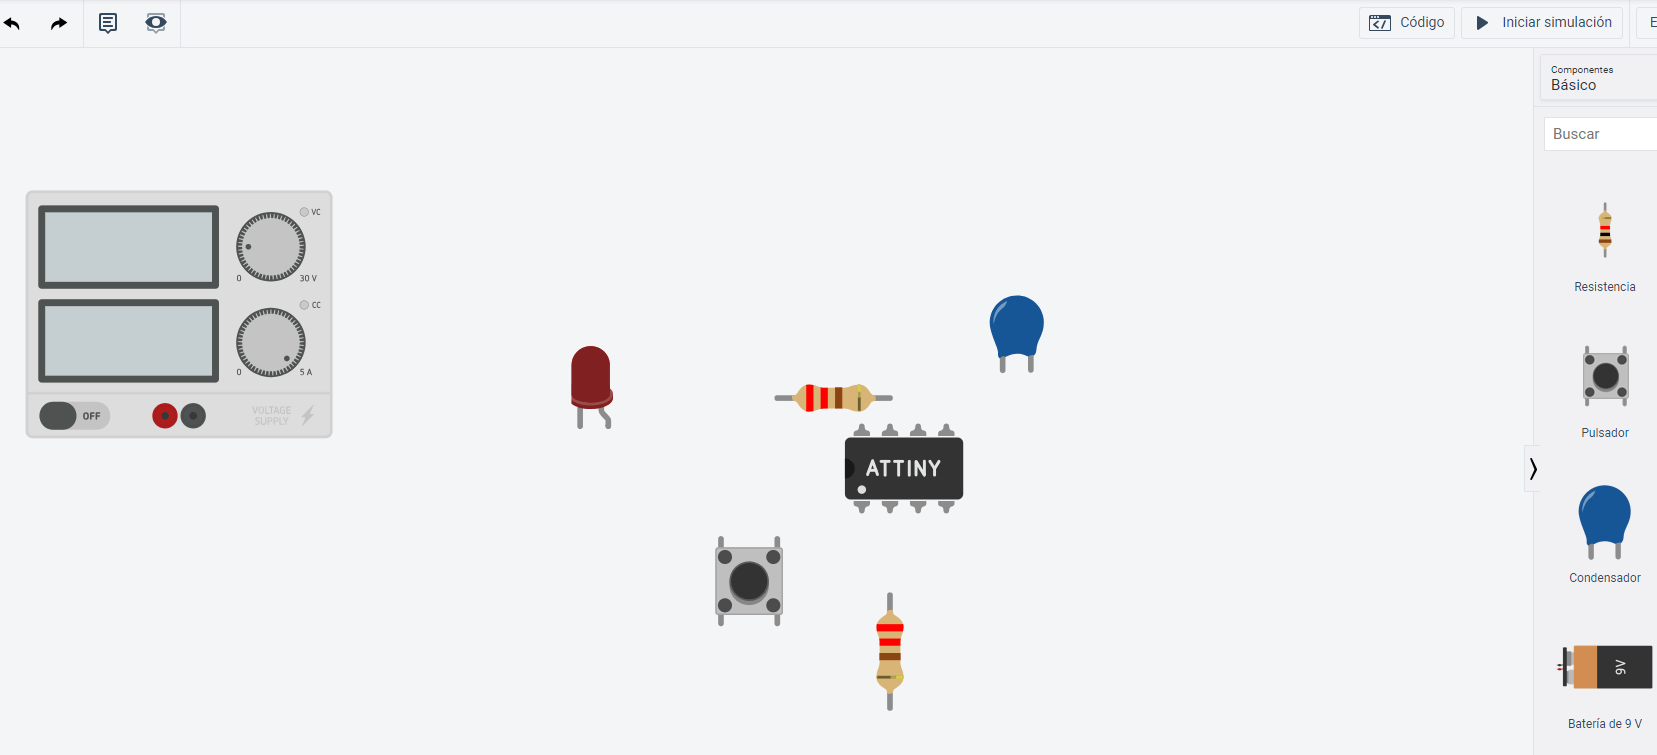 Código
Iniciar simulación
E
Componentes
Básico
Buscar
VC
0
30 V
CC
0
5 A
OFF
VOLTAGE
SUPPLY
ATTINY
Resistencia
Pulsador
Condensador
9V
Batería de 9 V